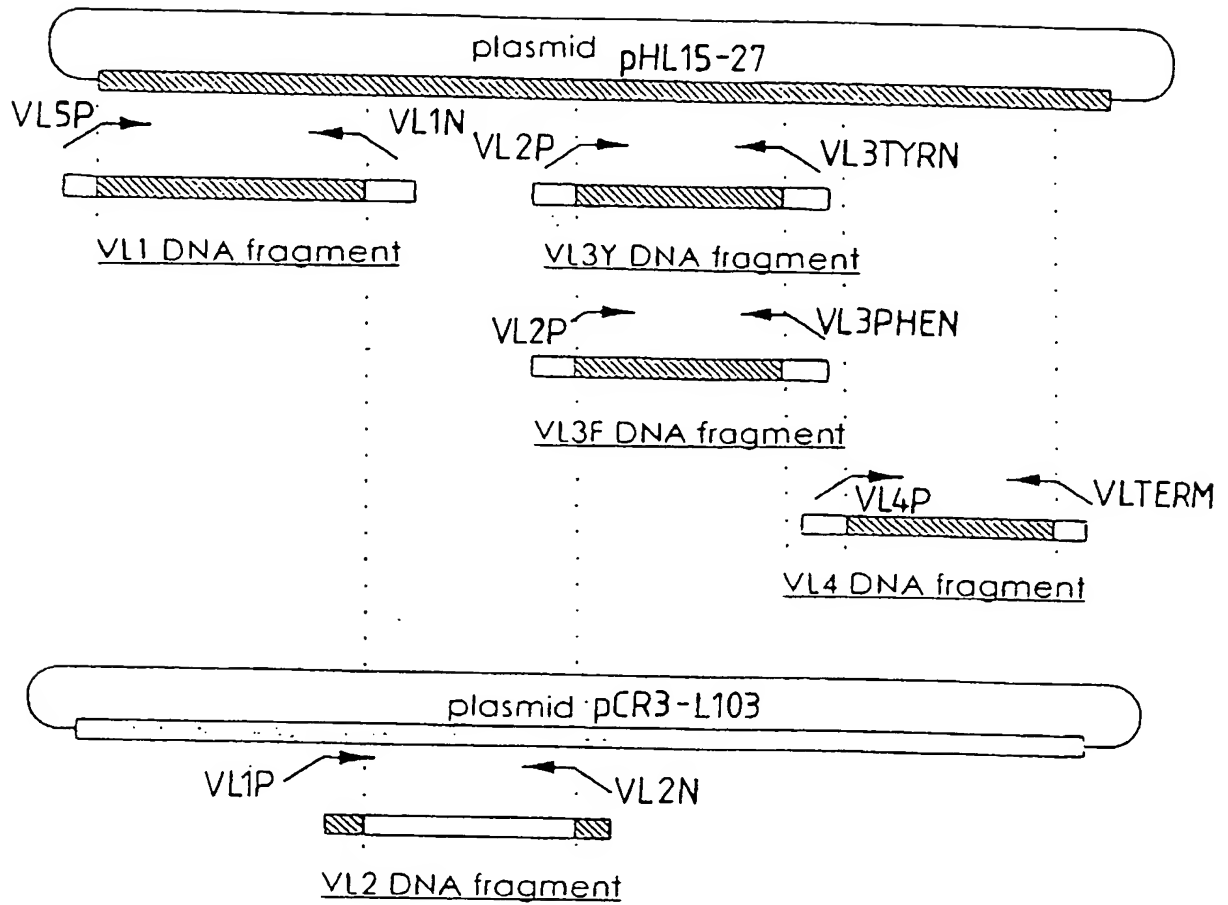 plasmid pHL15-27
VL5P
VL1N
VL2P
VL3TYRN
VL1 DNA fragment
VL3Y DNA fragment
VL2P
VL3PHEN
VL3F DNA fragment
VL4P
VLTERM
VL4 DNA fragment
plasmid pCR3-L103
VL1P
VL2N
VL2 DNA fragment